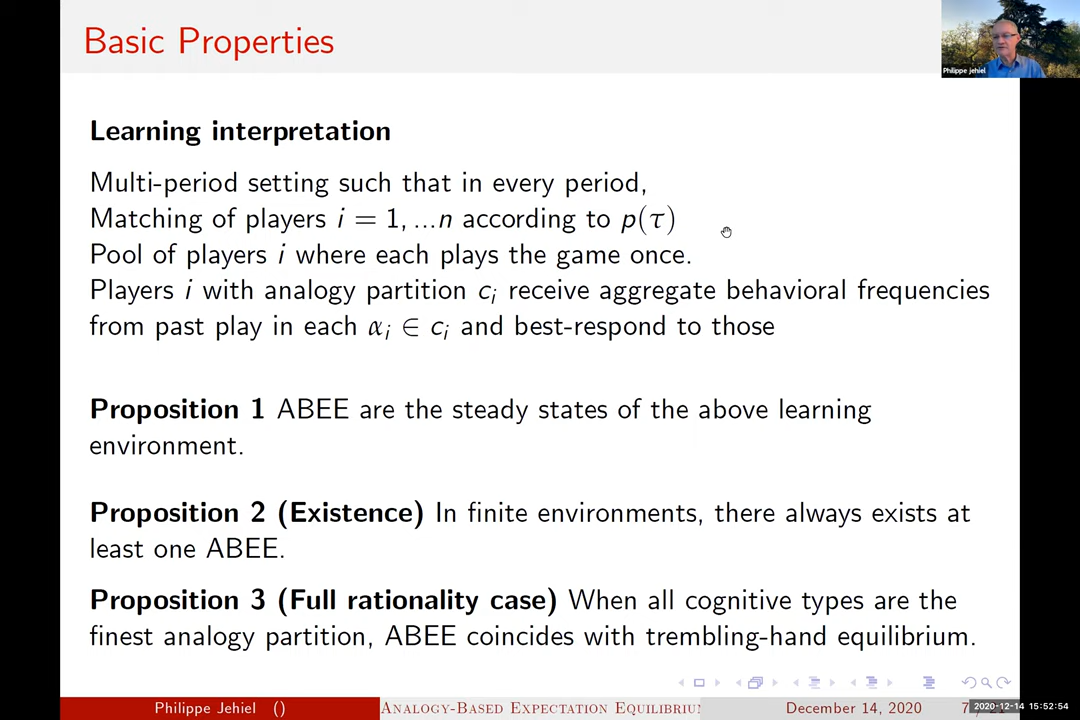 Basic Properties
Philippe jehiel
Learning interpretation
Multi-period setting such that in every period,
Matching of players i = 1, ...n according to p(τ)
Pool of players i where each plays the game once.
Players i with analogy partition cᵢ receive aggregate behavioral frequencies
from past play in each αᵢ ∈ cᵢ and best-respond to those
Proposition 1 ABEE are the steady states of the above learning
environment.
Proposition 2 (Existence) In finite environments, there always exists at
least one ABEE.
Proposition 3 (Full rationality case) When all cognitive types are the
finest analogy partition, ABEE coincides with trembling-hand equilibrium.
Philippe Jehiel () Analogy-Based Expectation December 14, 2020 7
2020-12-14 15:52:54